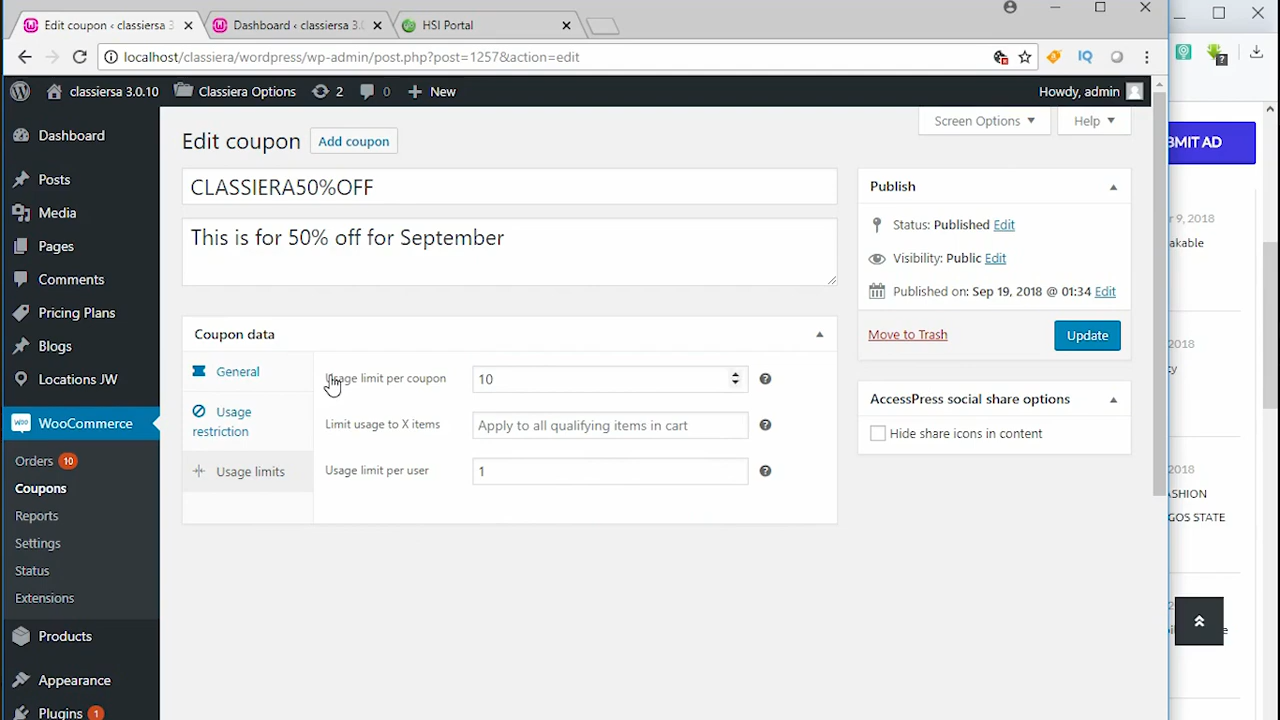 Edit coupon ‹ classiersa 3
Dashboard ‹ classiersa 3.0.
HSI Portal
localhost/classiera/wordpress/wp-admin/post.php?post=1257&action=edit
IQ
?
classiersa 3.0.10
Classiera Options
2
0
New
Howdy, admin
Screen Options
Help
Dashboard
Posts
Media
Pages
Comments
Pricing Plans
Blogs
Locations JW
WOO
WooCommerce
Orders 10
Coupons
Reports
Settings
Status
Extensions
Products
Appearance
Plugins 1
Edit coupon
Add coupon
CLASSIERA50%OFF
This is for 50% off for September
Coupon data
General
Usage
restriction
Usage limits
Usage limit per coupon
10
?
Limit usage to X items
Apply to all qualifying items in cart
?
Usage limit per user
1
?
Publish
Status: Published Edit
Visibility: Public Edit
Published on: Sep 19, 2018 @ 01:34 Edit
Move to Trash
Update
AccessPress social share options
Hide share icons in content
BMIT AD
9, 2018
akable
2018
2018
SHION
GOS STATE